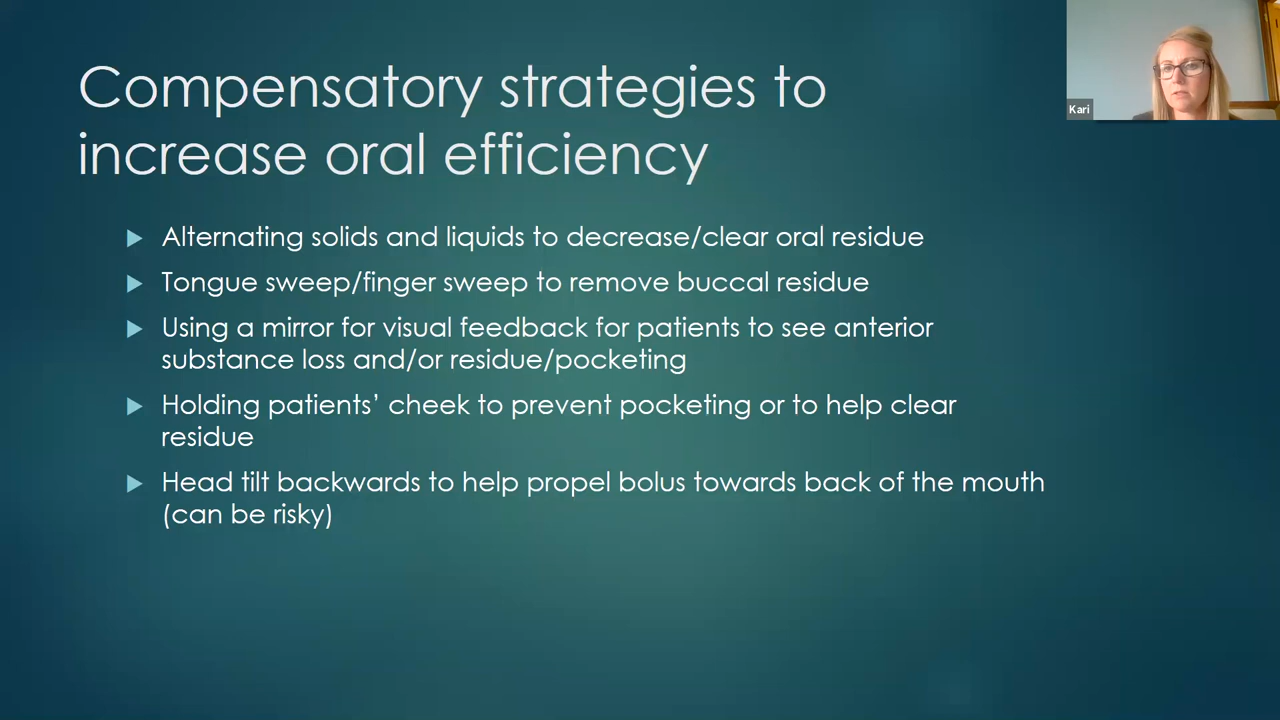 Compensatory strategies to
increase oral efficiency
Kari
Alternating solids and liquids to decrease/clear oral residue
Tongue sweep/finger sweep to remove buccal residue
Using a mirror for visual feedback for patients to see anterior
substance loss and/or residue/pocketing
Holding patients’ cheek to prevent pocketing or to help clear
residue
Head tilt backwards to help propel bolus towards back of the mouth
(can be risky)